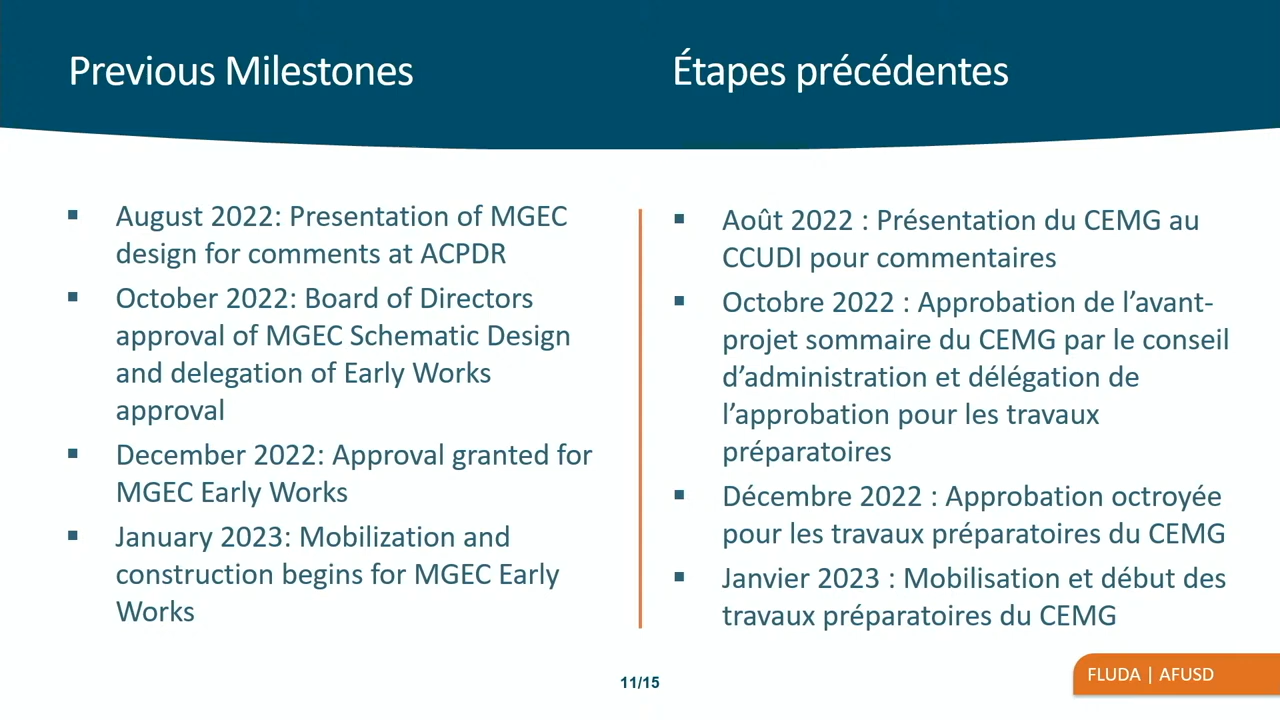 Previous Milestones
Étapes précédentes
▪ August 2022: Presentation of MGEC
design for comments at ACPDR
▪ October 2022: Board of Directors
approval of MGEC Schematic Design
and delegation of Early Works
approval
▪ December 2022: Approval granted for
MGEC Early Works
▪ January 2023: Mobilization and
construction begins for MGEC Early
Works
▪ Août 2022 : Présentation du CEMG au
CCUDI pour commentaires
▪ Octobre 2022 : Approbation de l’avant-
projet sommaire du CEMG par le conseil
d’administration et délégation de
l’approbation pour les travaux
préparatoires
▪ Décembre 2022 : Approbation octroyée
pour les travaux préparatoires du CEMG
▪ Janvier 2023 : Mobilisation et début des
travaux préparatoires du CEMG
11/15
FLUDA | AFUSD